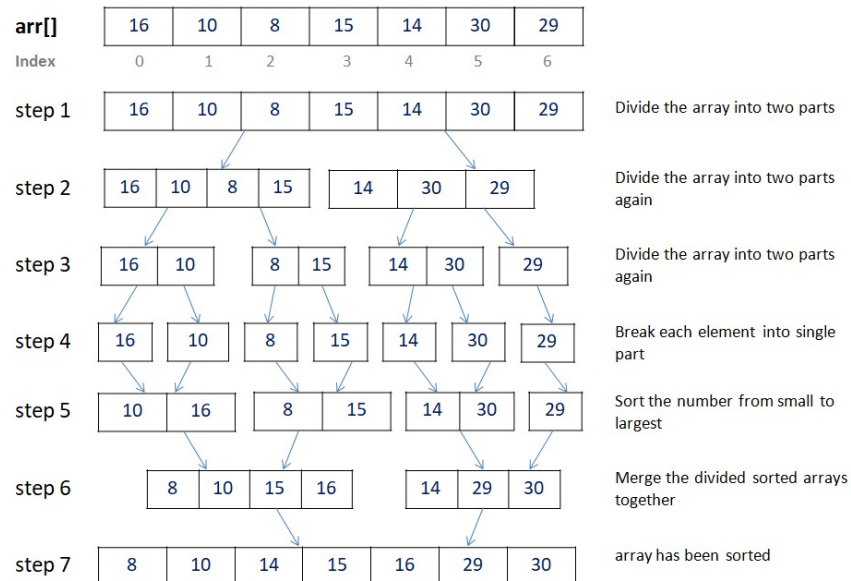 arr[] 16 10 8 15 14 30 29
Index 0 1 2 3 4 5 6
step 1 16 10 8 15 14 30 29 Divide the array into two parts
step 2 16 10 8 15 14 30 29 Divide the array into two parts
again
step 3 16 10 8 15 14 30 29 Divide the array into two parts
again
step 4 16 10 8 15 14 30 29 Break each element into single
part
step 5 10 16 8 15 14 30 29 Sort the number from small to
largest
step 6 8 10 15 16 14 29 30 Merge the divided sorted arrays
together
step 7 8 10 14 15 16 29 30 array has been sorted